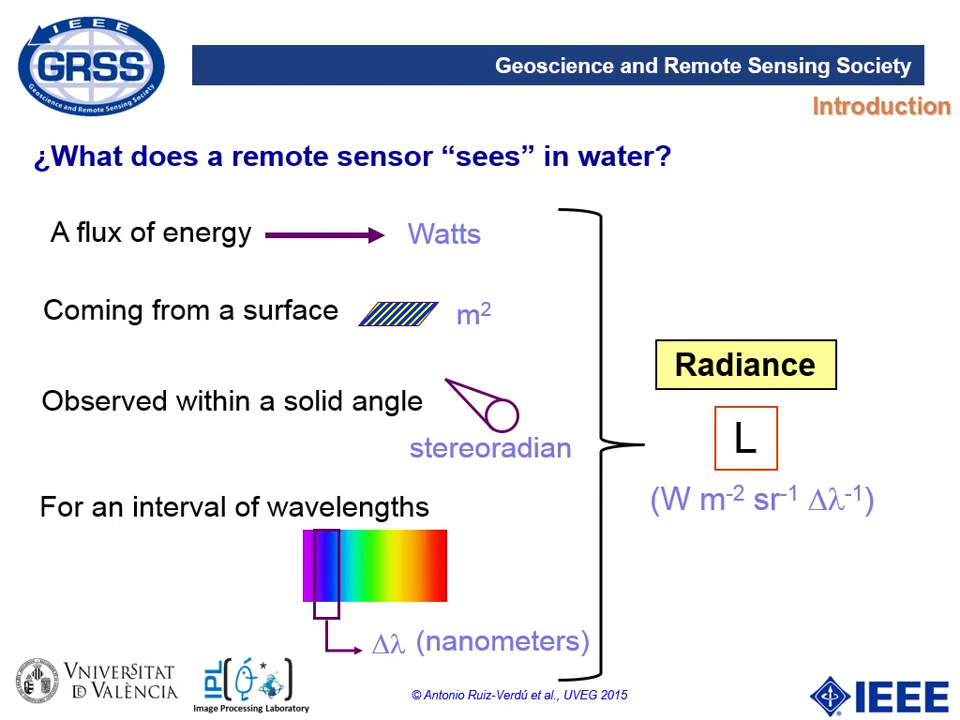 IEEE
GRSS
Geoscience and Remote Sensing Society
Geoscience and Remote Sensing Society
Introduction
¿What does a remote sensor “sees” in water?
A flux of energy Watts
Coming from a surface m²
Observed within a solid angle
stereoradian
Radiance
L
(W m⁻² sr⁻¹ Δλ⁻¹)
For an interval of wavelengths
Δλ (nanometers)
VNIVERSITAT
DE VALÈNCIA
IPL
Image Processing Laboratory
© Antonio Ruiz-Verdú et al., UVEG 2015
IEEE